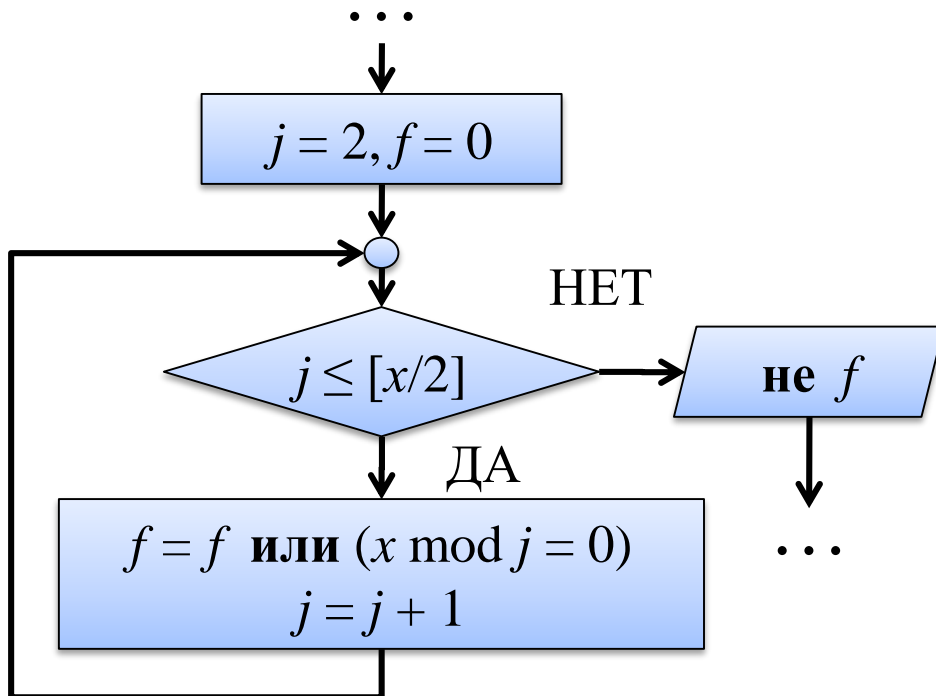 ...
j = 2, f = 0
НЕТ
j ≤ [x/2]
не f
ДА
f = f или (x mod j = 0)
j = j + 1
...